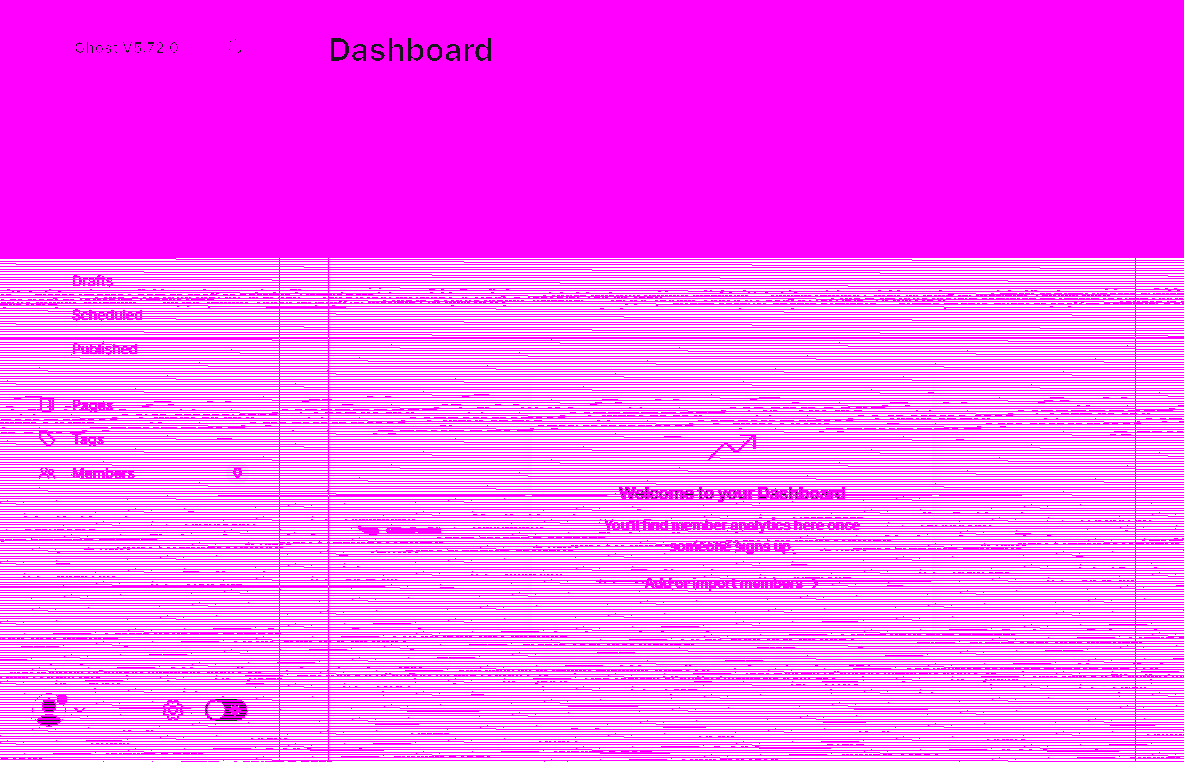 Ghost V5.72.0
Dashboard
Drafts
Scheduled
Published
Pages
Tags
Members
0
Welcome to your Dashboard
You'll find member analytics here once
someone signs up.
Add or import members →